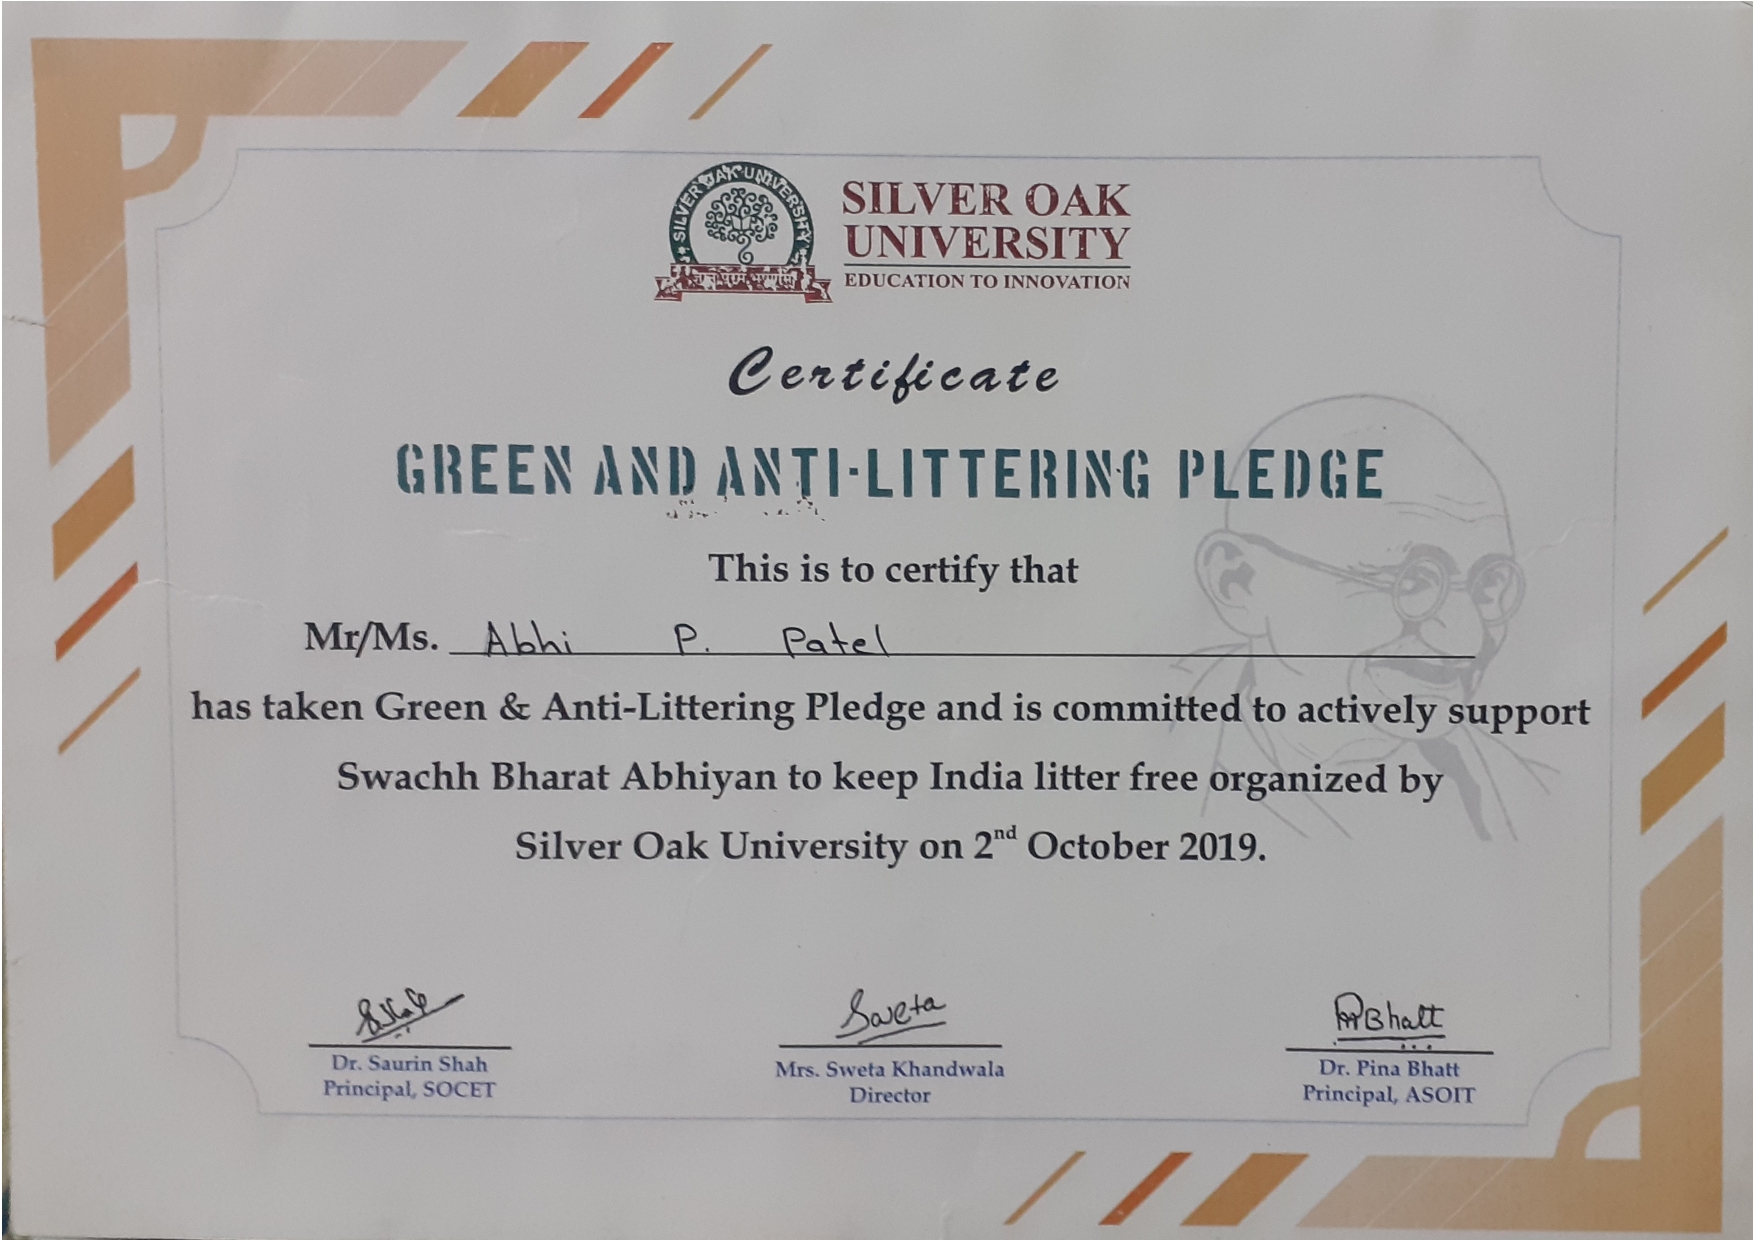 SILVER OAK UNIVERSITY
SILVER OAK
UNIVERSITY
EDUCATION TO INNOVATION
Certificate
GREEN AND ANTI-LITTERING PLEDGE
This is to certify that
Mr/Ms. Abhi P. Patel
has taken Green & Anti-Littering Pledge and is committed to actively support
Swachh Bharat Abhiyan to keep India litter free organized by
Silver Oak University on 2nd October 2019.
Sweta
Bhatt
Dr. Saurin Shah
Principal, SOCET
Mrs. Sweta Khandwala
Director
Dr. Pina Bhatt
Principal, ASOIT